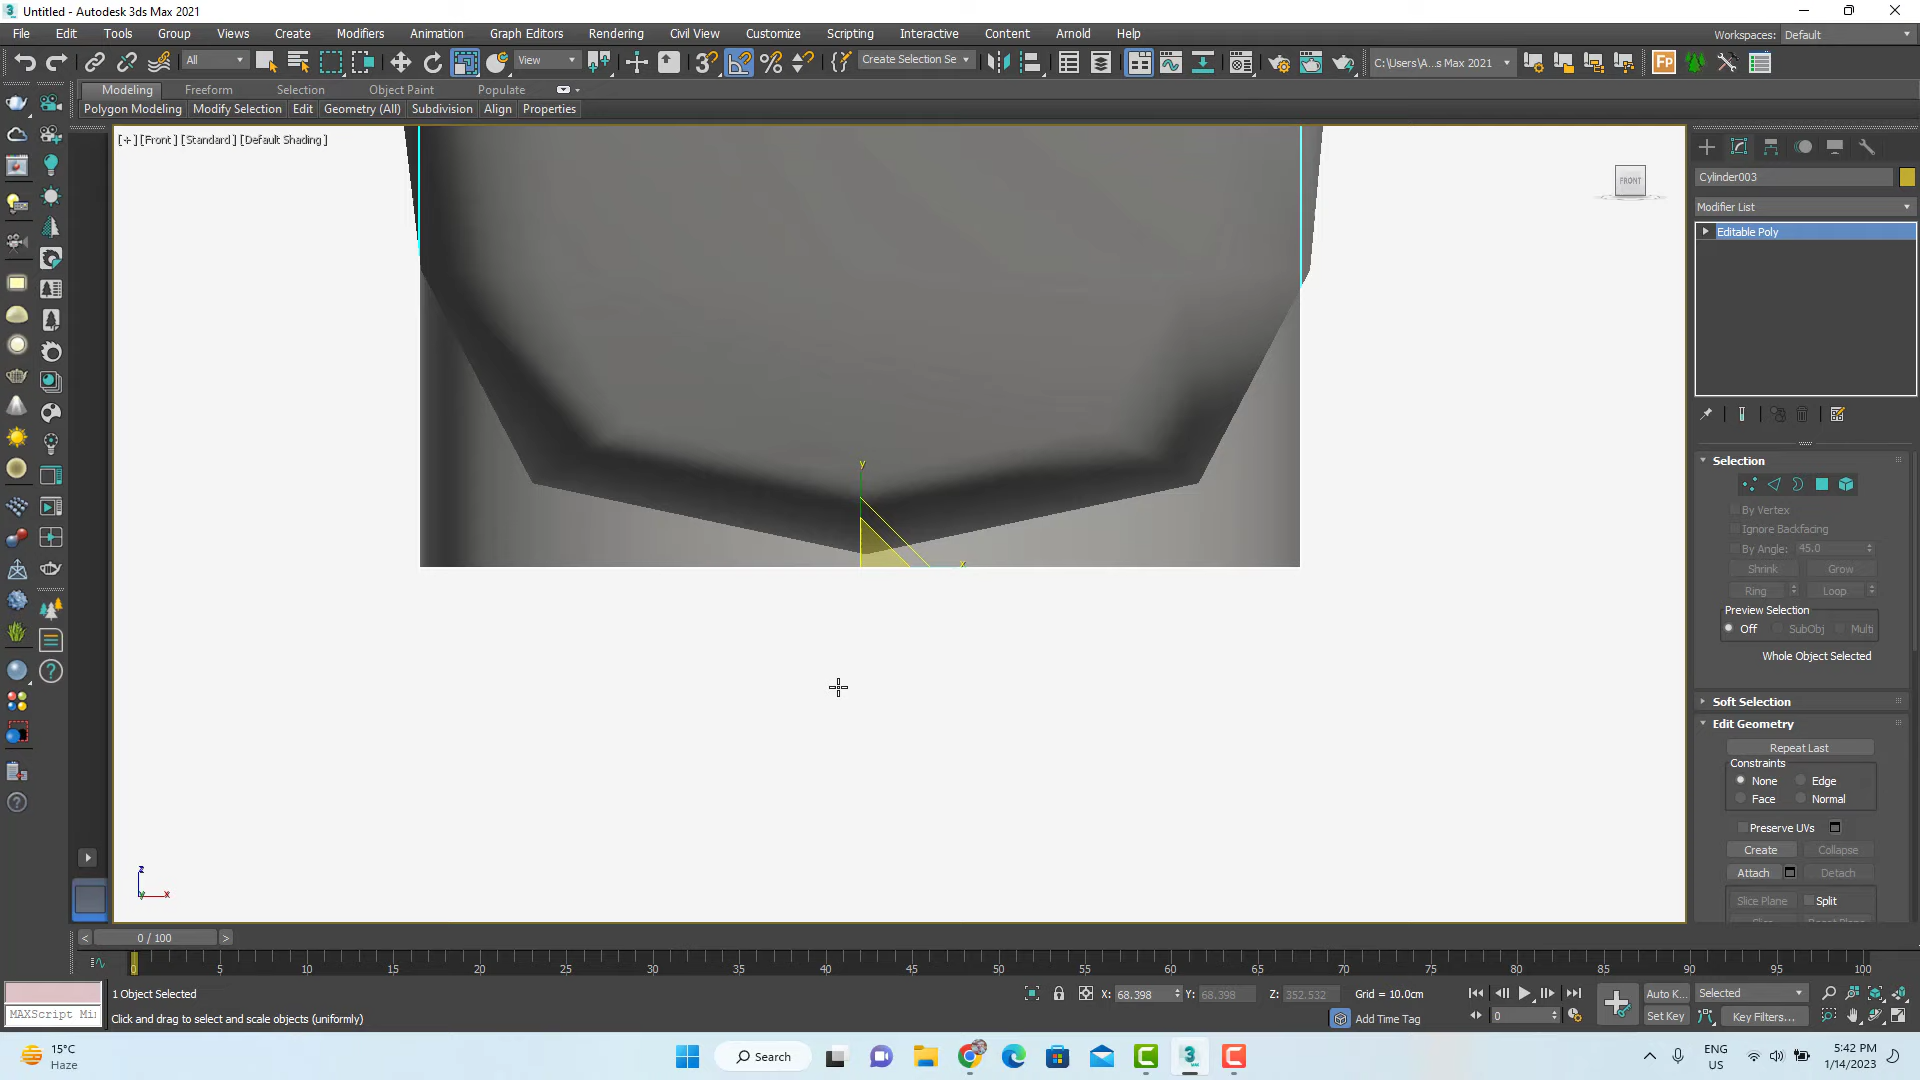 Untitled - Autodesk 3ds Max 2021
File Edit Tools Group Views Create Modifiers Animation Graph Editors Rendering Civil View Customize Scripting Interactive Content Arnold Help
Workspaces: Default
All View Create Selection Se C:\Users\A...s Max 2021
Modeling Freeform Selection Object Paint Populate
Polygon Modeling Modify Selection Edit Geometry (All) Subdivision Align Properties
[+] [Front] [Standard] [Default Shading]
FRONT
Cylinder003
Modifier List
Editable Poly
Selection
By Vertex
Ignore Backfacing
By Angle: 45.0
Shrink Grow
Ring Loop
Preview Selection
Off SubObj Multi
Whole Object Selected
Soft Selection
Edit Geometry
Repeat Last
Constraints
None Edge
Face Normal
Preserve UVs
Create Collapse
Attach Detach
Slice Plane Split
y
x
z
x
0 / 100
0 5 10 15 20 25 30 35 40 45 50 55 60 65 70 75 80 85 90 95 100
1 Object Selected
X: 68.398 Y: 68.398 Z: 352.532 Grid = 10.0cm
Auto K... Selected
MAXScript Mi
Click and drag to select and scale objects (uniformly)
Add Time Tag
0
Set Key Key Filters...
15°C
Haze
Search
ENG
US
5:42 PM
1/14/2023